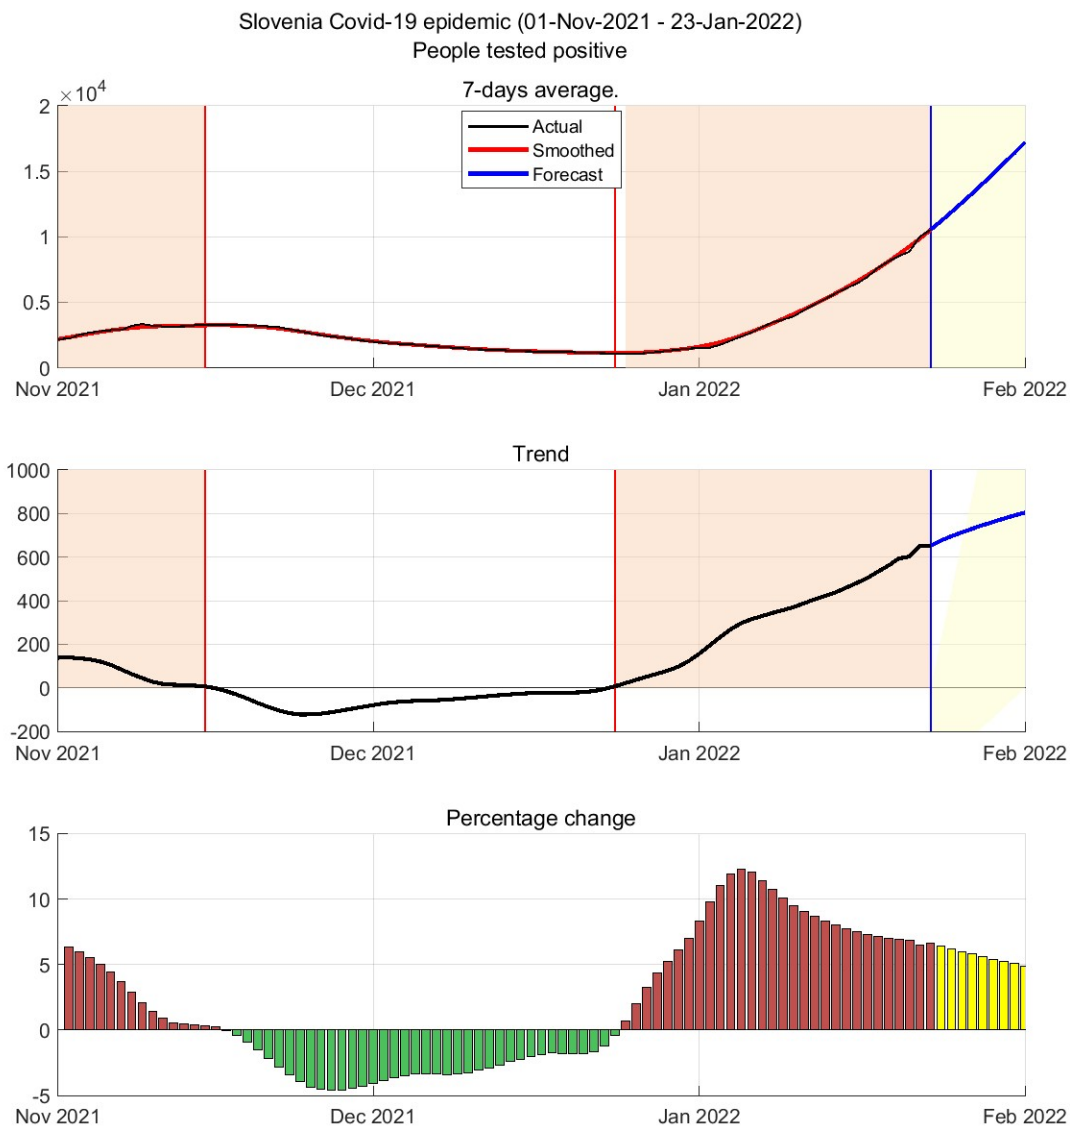 Slovenia Covid-19 epidemic (01-Nov-2021 - 23-Jan-2022)
People tested positive
7-days average.
×10⁴
2
1.5
1
0.5
0
Actual
Smoothed
Forecast
Nov 2021 Dec 2021 Jan 2022 Feb 2022
Trend
1000
800
600
400
200
0
-200
Nov 2021 Dec 2021 Jan 2022 Feb 2022
Percentage change
15
10
5
0
-5
Nov 2021 Dec 2021 Jan 2022 Feb 2022